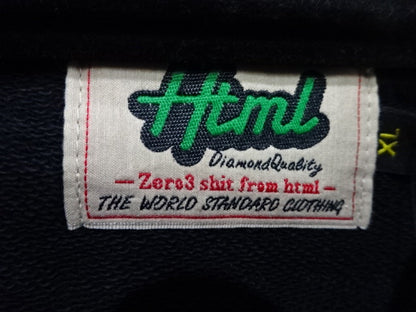 Html
DiamondQuality
— Zero3 shit from html —
THE WORLD STANDARD CLOTHING
XL